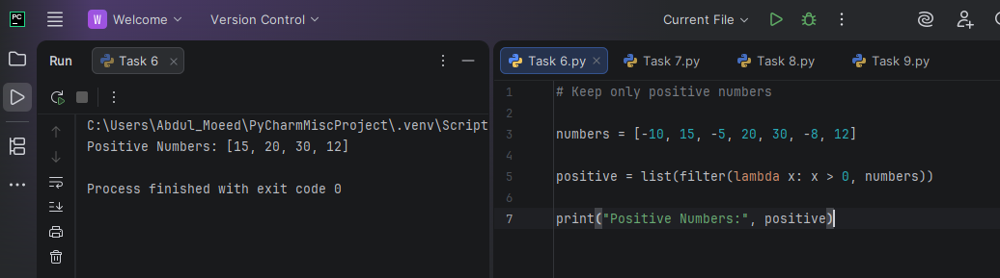 PC W Welcome Version Control Current File
Run Task 6 Task 6.py Task 7.py Task 8.py Task 9.py
C:\Users\Abdul_Moeed\PyCharmMiscProject\.venv\Script
Positive Numbers: [15, 20, 30, 12]
Process finished with exit code 0
1 # Keep only positive numbers
2
3 numbers = [-10, 15, -5, 20, 30, -8, 12]
4
5 positive = list(filter(lambda x: x > 0, numbers))
6
7 print("Positive Numbers:", positive)